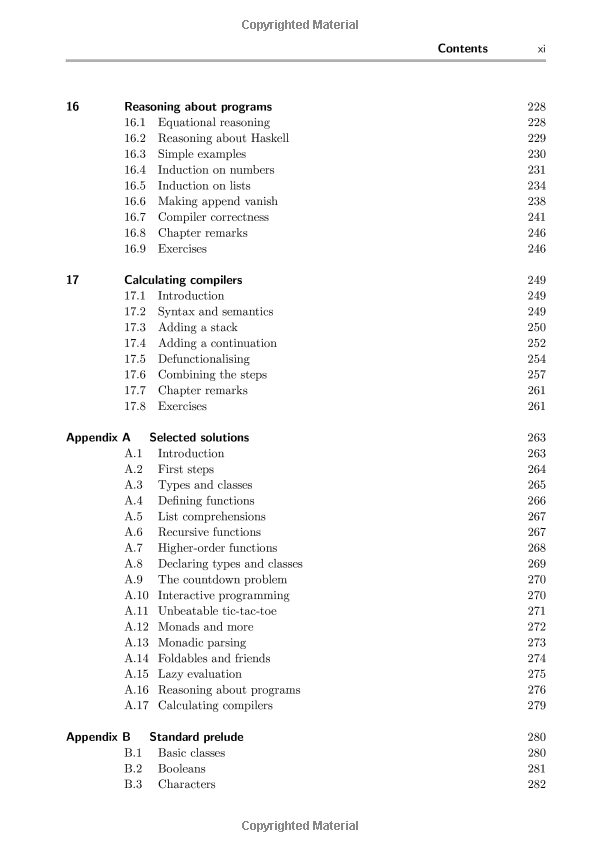 Copyrighted Material
Contents xi
16 Reasoning about programs 228
16.1 Equational reasoning 228
16.2 Reasoning about Haskell 229
16.3 Simple examples 230
16.4 Induction on numbers 231
16.5 Induction on lists 234
16.6 Making append vanish 238
16.7 Compiler correctness 241
16.8 Chapter remarks 246
16.9 Exercises 246
17 Calculating compilers 249
17.1 Introduction 249
17.2 Syntax and semantics 249
17.3 Adding a stack 250
17.4 Adding a continuation 252
17.5 Defunctionalising 254
17.6 Combining the steps 257
17.7 Chapter remarks 261
17.8 Exercises 261
Appendix A Selected solutions 263
A.1 Introduction 263
A.2 First steps 264
A.3 Types and classes 265
A.4 Defining functions 266
A.5 List comprehensions 267
A.6 Recursive functions 267
A.7 Higher-order functions 268
A.8 Declaring types and classes 269
A.9 The countdown problem 270
A.10 Interactive programming 270
A.11 Unbeatable tic-tac-toe 271
A.12 Monads and more 272
A.13 Monadic parsing 273
A.14 Foldables and friends 274
A.15 Lazy evaluation 275
A.16 Reasoning about programs 276
A.17 Calculating compilers 279
Appendix B Standard prelude 280
B.1 Basic classes 280
B.2 Booleans 281
B.3 Characters 282
Copyrighted Material